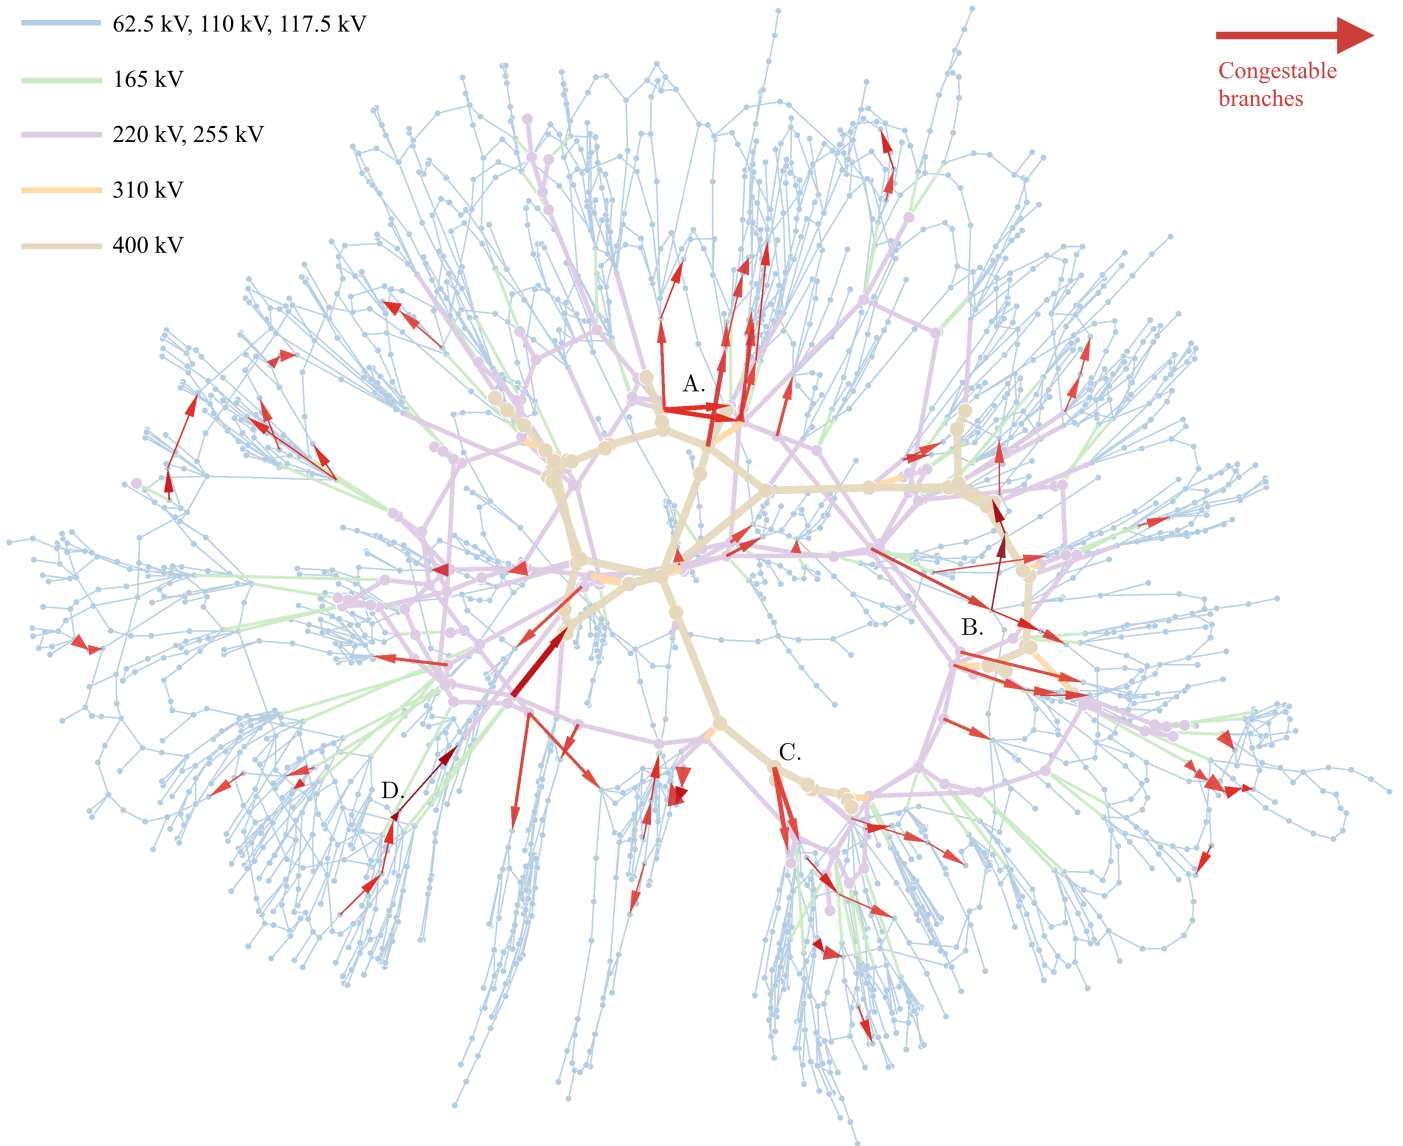 62.5 kV, 110 kV, 117.5 kV
165 kV
220 kV, 255 kV
310 kV
400 kV
Congestable
branches
A.
B.
C.
D.